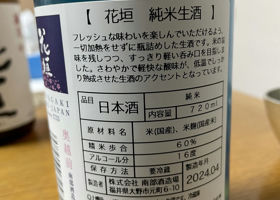 【 花垣 純米生酒 】
フレッシュな味わいを楽しんでいただけるよう、
一切加熱をせずに瓶詰めした生酒です。米の旨
味を残しつつ、すっきり軽い呑み口を目指しまし
た。さわやかで軽快な酸味が、低温でしっか
り熟成させた生酒のアクセントとなっています。
花垣
奥越前
品目 日本酒
純米
内容量 720ml
要冷蔵
原材料名 米(国産)、米麹(国産米)
精米歩合 60%
アルコール分 16度
製造年月
2024.04
製造者 株式会社 南部酒造場
福井県大野市元町6-10